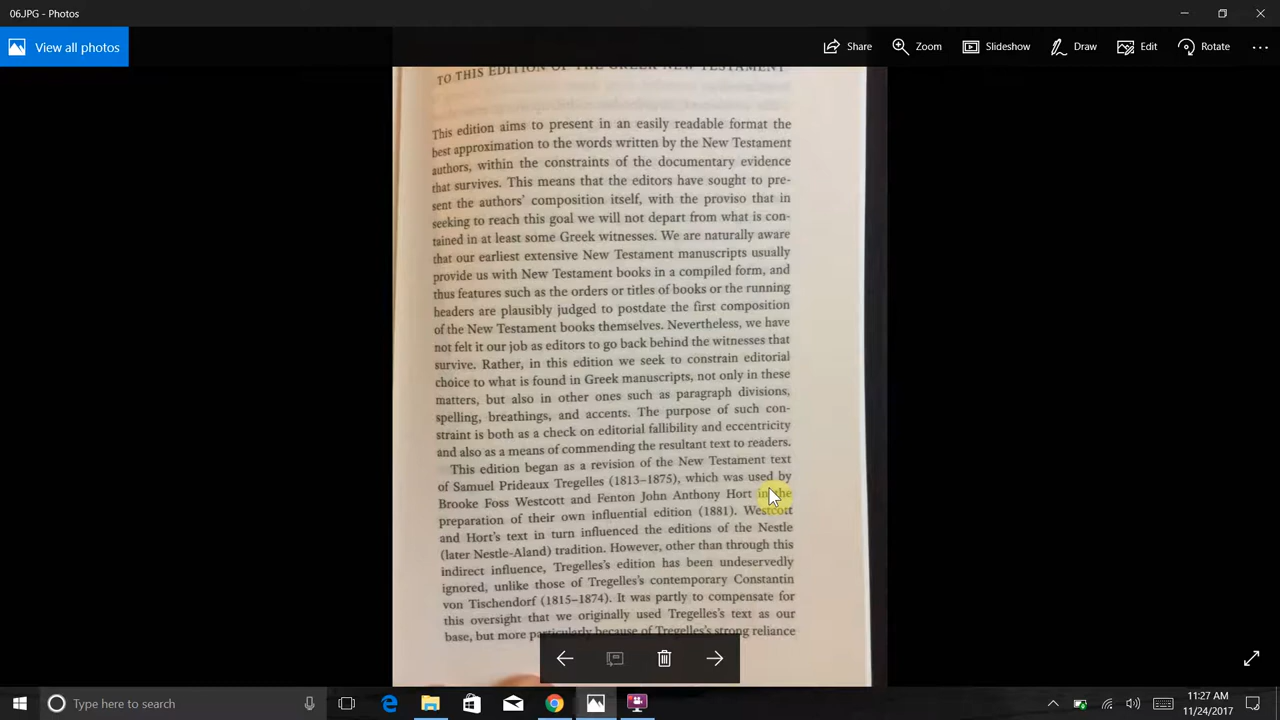 06JPG - Photos
View all photos
Share
Zoom
Slideshow
Draw
Edit
Rotate
TO THIS EDITION OF THE GREEK NEW TESTAMENT
This edition aims to present in an easily readable format the
best approximation to the words written by the New Testament
authors, within the constraints of the documentary evidence
that survives. This means that the editors have sought to pre-
sent the authors' composition itself, with the proviso that in
seeking to reach this goal we will not depart from what is con-
tained in at least some Greek witnesses. We are naturally aware
that our earliest extensive New Testament manuscripts usually
provide us with New Testament books in a compiled form, and
thus features such as the orders or titles of books or the running
headers are plausibly judged to postdate the first composition
of the New Testament books themselves. Nevertheless, we have
not felt it our job as editors to go back behind the witnesses that
survive. Rather, in this edition we seek to constrain editorial
choice to what is found in Greek manuscripts, not only in these
matters, but also in other ones such as paragraph divisions,
spelling, breathings, and accents. The purpose of such con-
straint is both as a check on editorial fallibility and eccentricity
and also as a means of commending the resultant text to readers.
This edition began as a revision of the New Testament text
of Samuel Prideaux Tregelles (1813–1875), which was used by
Brooke Foss Westcott and Fenton John Anthony Hort in the
preparation of their own influential edition (1881). Westcott
and Hort's text in turn influenced the editions of the Nestle
(later Nestle-Aland) tradition. However, other than through this
indirect influence, Tregelles's edition has been undeservedly
ignored, unlike those of Tregelles's contemporary Constantin
von Tischendorf (1815–1874). It was partly to compensate for
this oversight that we originally used Tregelles's text as our
base, but more particularly because of Tregelles's strong reliance
Type here to search
11:27 AM
11/24/2017